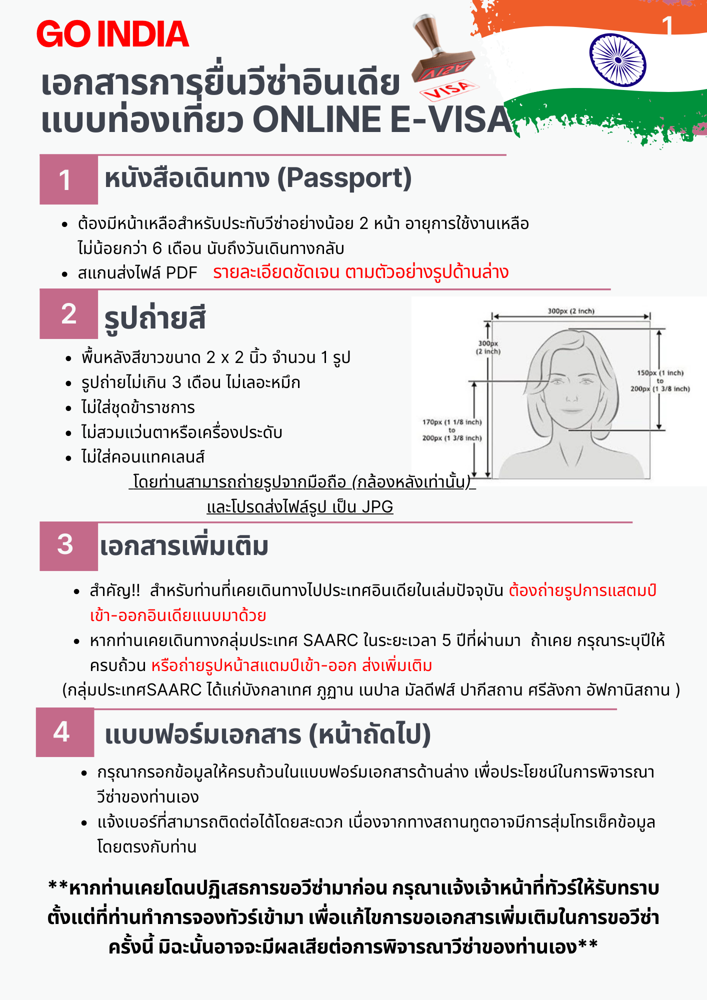 GO INDIA
1
VISA
VISA
เอกสารการยื่นวีซ่าอินเดีย
แบบท่องเที่ยว ONLINE E-VISA
1
หนังสือเดินทาง (Passport)
• ต้องมีหน้าเหลือสำหรับประทับวีซ่าอย่างน้อย 2 หน้า อายุการใช้งานเหลือ
ไม่น้อยกว่า 6 เดือน นับถึงวันเดินทางกลับ
• สแกนส่งไฟล์ PDF รายละเอียดชัดเจน ตามตัวอย่างรูปด้านล่าง
2
รูปถ่ายสี
• พื้นหลังสีขาวขนาด 2 x 2 นิ้ว จำนวน 1 รูป
• รูปถ่ายไม่เกิน 3 เดือน ไม่เลอะหมึก
• ไม่ใส่ชุดข้าราชการ
• ไม่สวมแว่นตาหรือเครื่องประดับ
• ไม่ใส่คอนแทคเลนส์
โดยท่านสามารถถ่ายรูปจากมือถือ (กล้องหลังเท่านั้น)
และโปรดส่งไฟล์รูป เป็น JPG
300px (2 inch)
300px
(2 inch)
150px (1 inch)
to
200px (1 3/8 inch)
170px (1 1/8 inch)
to
200px (1 3/8 inch)
3
เอกสารเพิ่มเติม
• สำคัญ!! สำหรับท่านที่เคยเดินทางไปประเทศอินเดียในเล่มปัจจุบัน ต้องถ่ายรูปการแสตมป์
เข้า-ออกอินเดียแนบมาด้วย
• หากท่านเคยเดินทางกลุ่มประเทศ SAARC ในระยะเวลา 5 ปีที่ผ่านมา ถ้าเคย กรุณาระบุปีให้
ครบถ้วน หรือถ่ายรูปหน้าสแตมป์เข้า-ออก ส่งเพิ่มเติม
(กลุ่มประเทศSAARC ได้แก่บังกลาเทศ ภูฏาน เนปาล มัลดีฟส์ ปากีสถาน ศรีลังกา อัฟกานิสถาน )
4
แบบฟอร์มเอกสาร (หน้าถัดไป)
• กรุณากรอกข้อมูลให้ครบถ้วนในแบบฟอร์มเอกสารด้านล่าง เพื่อประโยชน์ในการพิจารณา
วีซ่าของท่านเอง
• แจ้งเบอร์ที่สามารถติดต่อได้โดยสะดวก เนื่องจากทางสถานทูตอาจมีการสุ่มโทรเช็คข้อมูล
โดยตรงกับท่าน
**หากท่านเคยโดนปฏิเสธการขอวีซ่ามาก่อน กรุณาแจ้งเจ้าหน้าที่ทัวร์ให้รับทราบ
ตั้งแต่ที่ท่านทำการจองทัวร์เข้ามา เพื่อแก้ไขการขอเอกสารเพิ่มเติมในการขอวีซ่า
ครั้งนี้ มิฉะนั้นอาจจะมีผลเสียต่อการพิจารณาวีซ่าของท่านเอง**